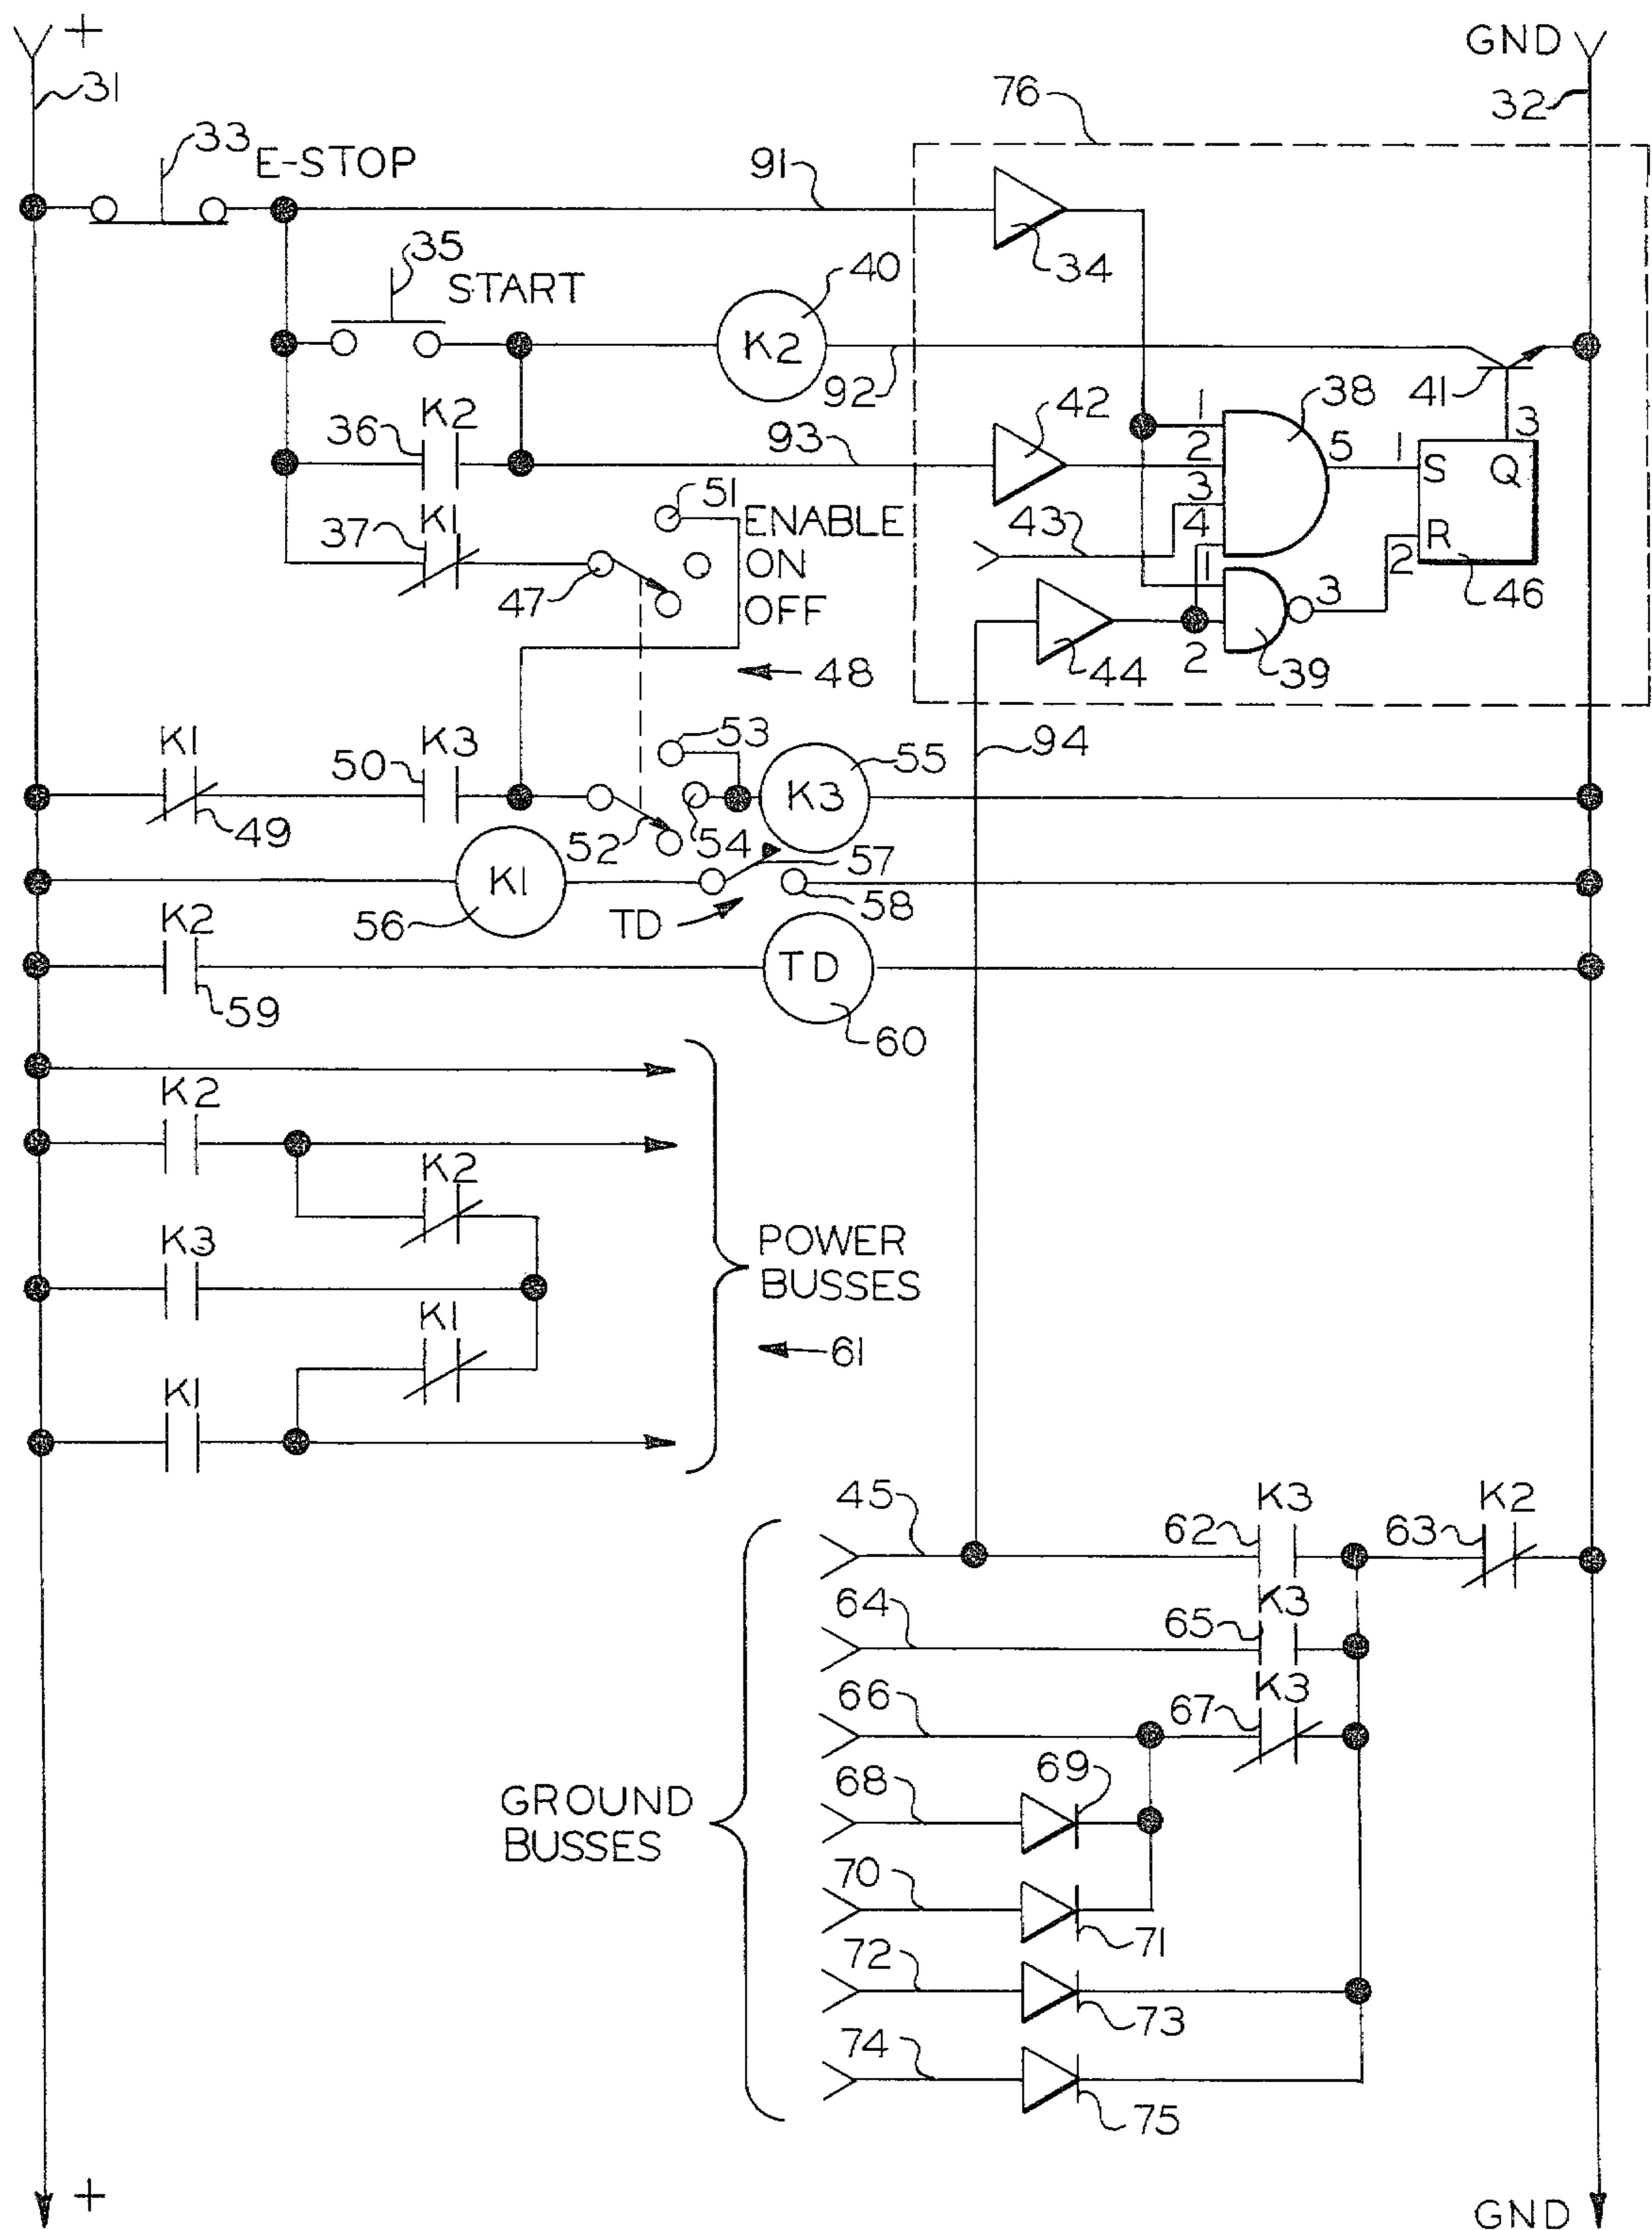 +
GND
31
32
76
33
E-STOP
91
34
35
START
40
K2
92
41
42
1
38
3
K2
36
93
2
5
1
S
Q
51
3
ENABLE
43
4
R
37
K1
1
2
ON
47
OFF
3
46
44
2
39
48
94
K1
K3
53
55
50
K3
49
52
54
57
K1
58
56
TD
K2
TD
59
60
K2
K2
K3
POWER
BUSSES
K1
61
K1
45
K3
K2
62
63
64
K3
65
66
K3
67
68
69
GROUND
BUSSES
70
71
72
73
74
75
+
GND